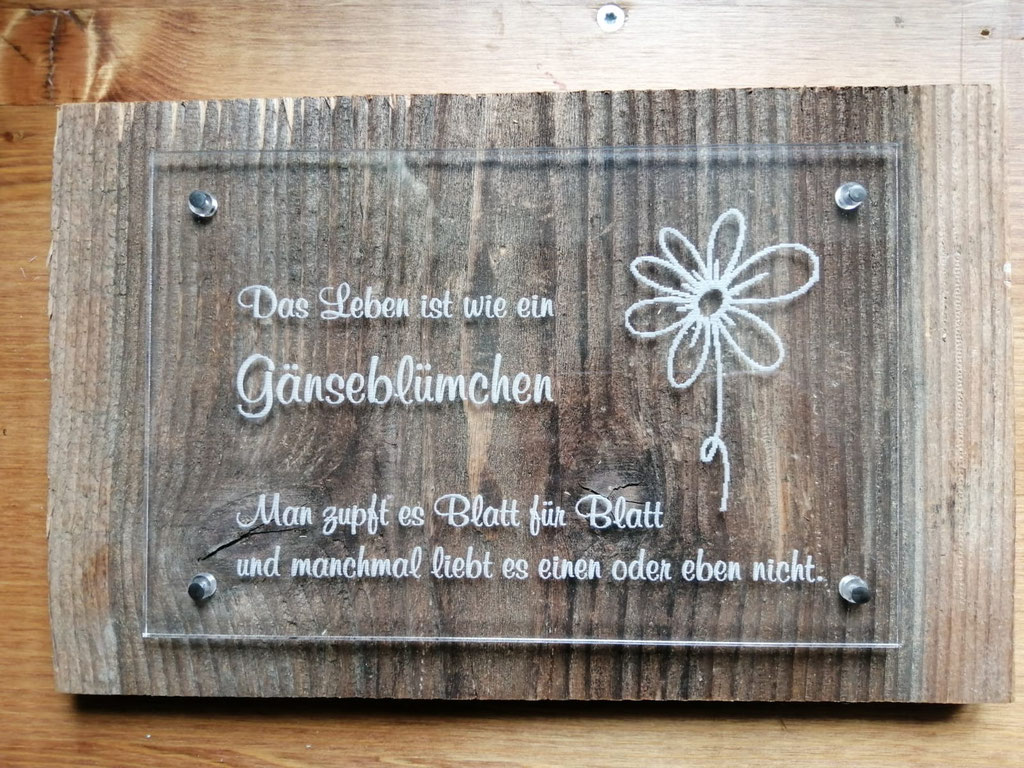 Das Leben ist wie ein
Gänseblümchen
Man zupft es Blatt für Blatt
und manchmal liebt es einen oder eben nicht.